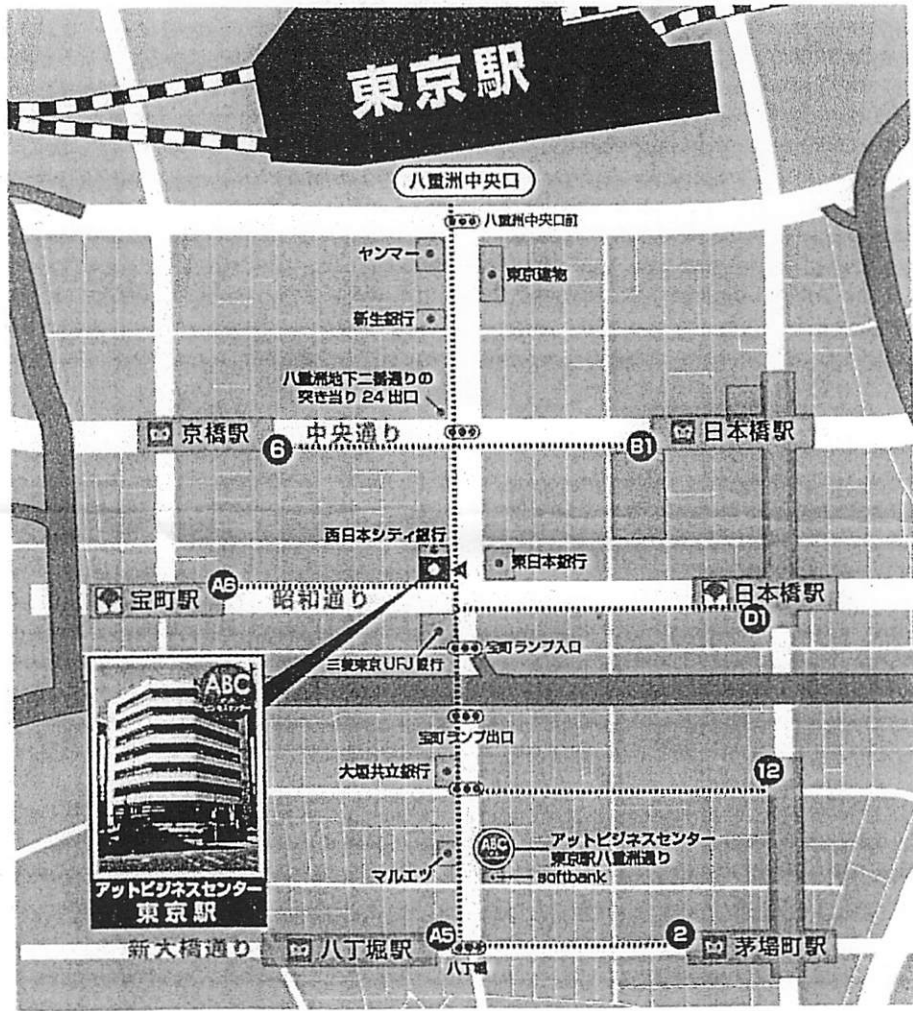 東京駅
八重洲中央口
八重洲中央口前
ヤンマー
東京建物
新生銀行
八重洲地下二番通りの
突き当り 24 出口
京橋駅
中央通り
日本橋駅
6
B1
西日本シティ銀行
東日本銀行
A6
宝町駅
昭和通り
日本橋駅
D1
三菱東京UFJ銀行
宝町ランプ入口
ABC
宝町ランプ出口
大垣共立銀行
12
ABC
アットビジネスセンター
東京駅八重洲通り
マルエツ
softbank
アットビジネスセンター
東京駅
新大橋通り
八丁堀駅
A5
八丁堀
2
茅場町駅